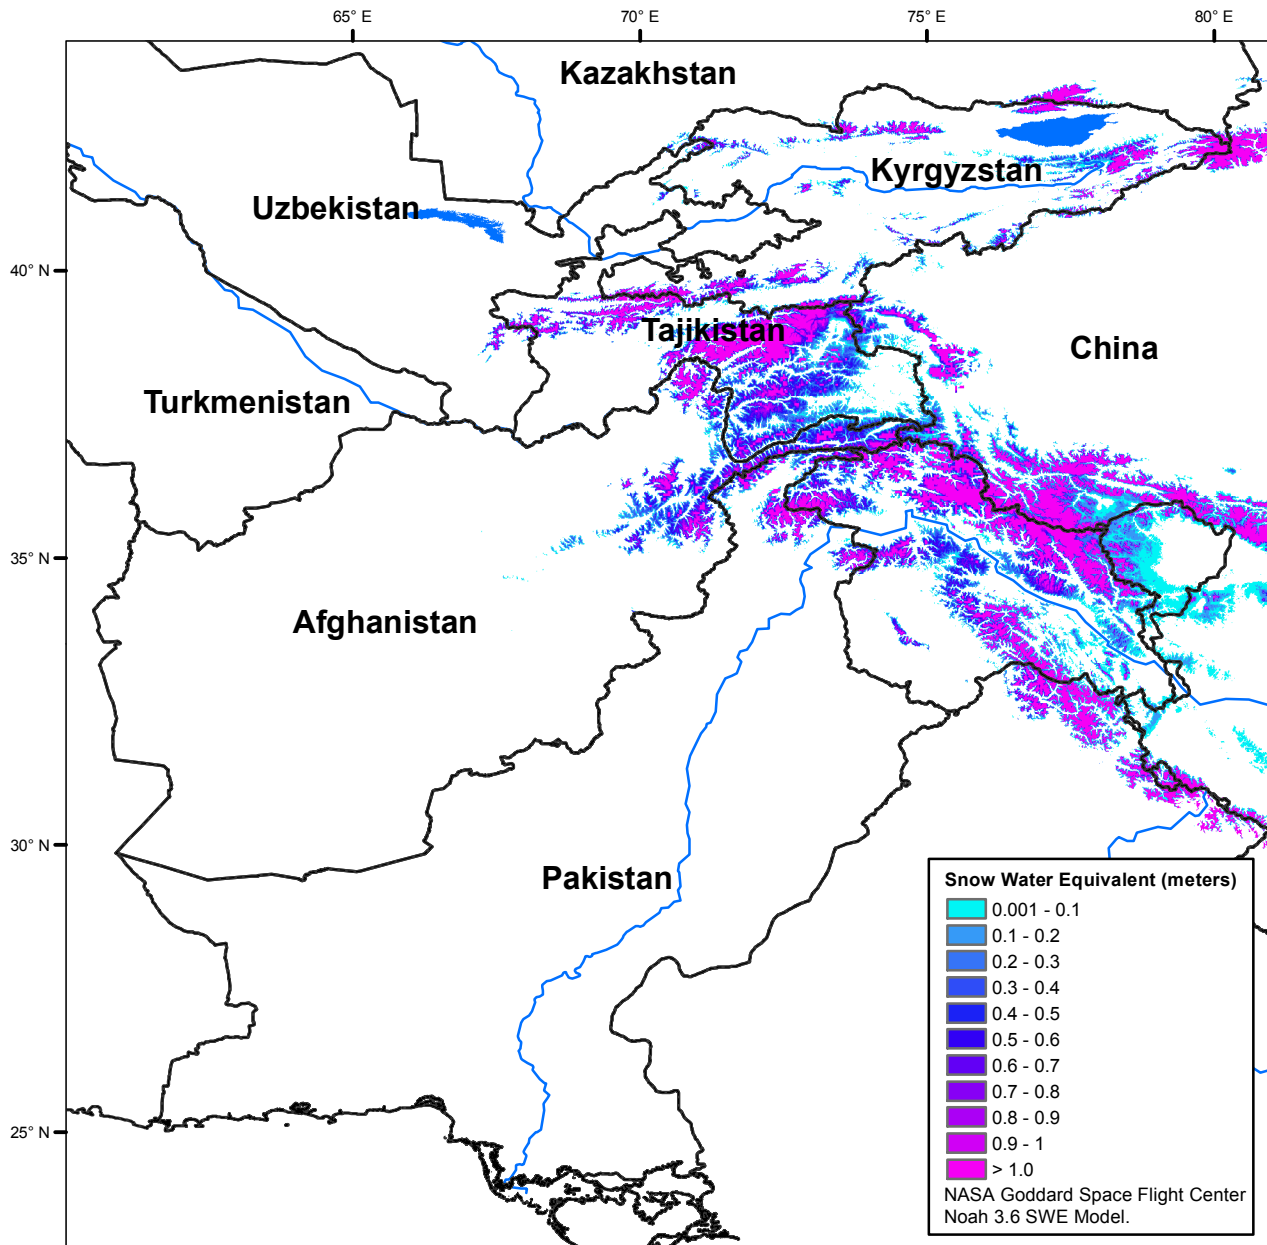 65° E
70° E
75° E
80° E
Kazakhstan
Kyrgyzstan
Uzbekistan
40° N
Tajikistan
China
Turkmenistan
35° N
Afghanistan
30° N
Pakistan
25° N
Snow Water Equivalent (meters)
0.001 - 0.1
0.1 - 0.2
0.2 - 0.3
0.3 - 0.4
0.4 - 0.5
0.5 - 0.6
0.6 - 0.7
0.7 - 0.8
0.8 - 0.9
0.9 - 1
> 1.0
NASA Goddard Space Flight Center
Noah 3.6 SWE Model.